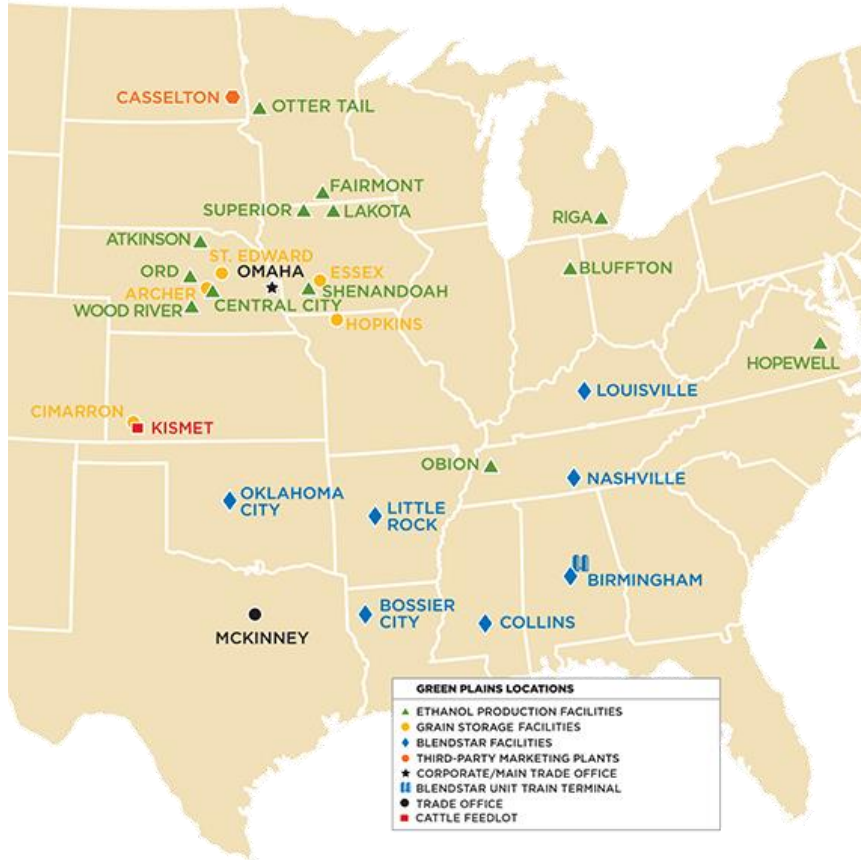 CASSELTON
OTTER TAIL
FAIRMONT
SUPERIOR
LAKOTA
RIGA
ATKINSON
ST. EDWARD
BLUFFTON
ORD
OMAHA
ESSEX
ARCHER
CENTRAL CITY
SHENANDOAH
WOOD RIVER
HOPKINS
HOPEWELL
LOUISVILLE
CIMARRON
KISMET
OBION
NASHVILLE
OKLAHOMA
CITY
LITTLE
ROCK
BIRMINGHAM
BOSSIER
CITY
COLLINS
MCKINNEY
GREEN PLAINS LOCATIONS
ETHANOL PRODUCTION FACILITIES
GRAIN STORAGE FACILITIES
BLENDSTAR FACILITIES
THIRD-PARTY MARKETING PLANTS
CORPORATE/MAIN TRADE OFFICE
BLENDSTAR UNIT TRAIN TERMINAL
TRADE OFFICE
CATTLE FEEDLOT